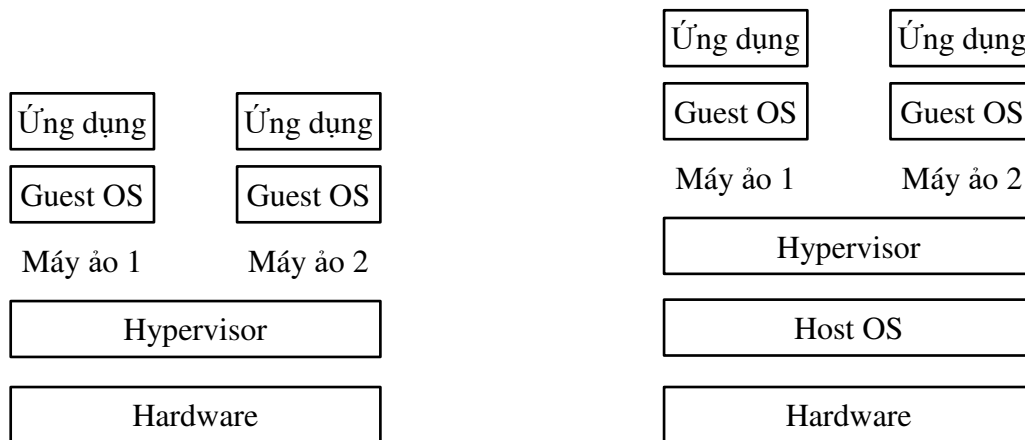 Ứng dụng Ứng dụng
Guest OS Guest OS
Máy ảo 1 Máy ảo 2
Hypervisor
Hardware
Ứng dụng Ứng dụng
Guest OS Guest OS
Máy ảo 1 Máy ảo 2
Hypervisor
Host OS
Hardware